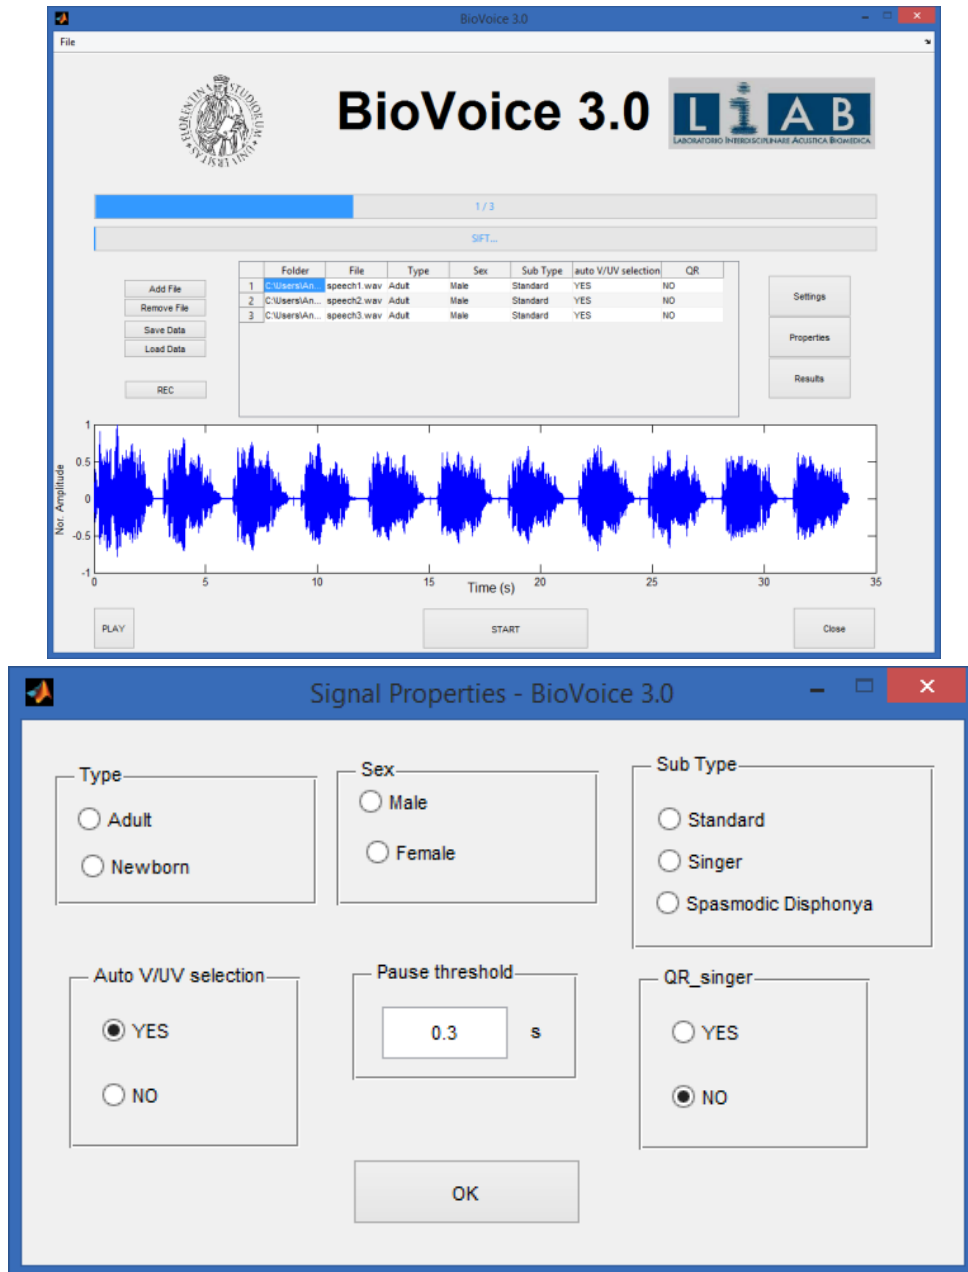 BioVoice 3.0
File
BioVoice 3.0
FIORENTINA STUDIORUM UNIVERSITAS
LiAB
LABORATORIO INTERDISCIPLINARE ACUSTICA BIOMEDICA
1 / 3
SIFT...
Folder File Type Sex Sub Type auto V/UV selection QR
1 C:\Users\An... speech1.wav Adult Male Standard YES NO
2 C:\Users\An... speech2.wav Adult Male Standard YES NO
3 C:\Users\An... speech3.wav Adult Male Standard YES NO
Add File
Remove File
Save Data
Load Data
REC
Settings
Properties
Results
Nor. Amplitude
1
0.5
0
-0.5
-1
0 5 10 15 20 25 30 35
Time (s)
PLAY
START
Close
Signal Properties - BioVoice 3.0
Type
Adult
Newborn
Sex
Male
Female
Sub Type
Standard
Singer
Spasmodic Disphonya
Auto V/UV selection
YES
NO
Pause threshold
0.3 s
QR_singer
YES
NO
OK